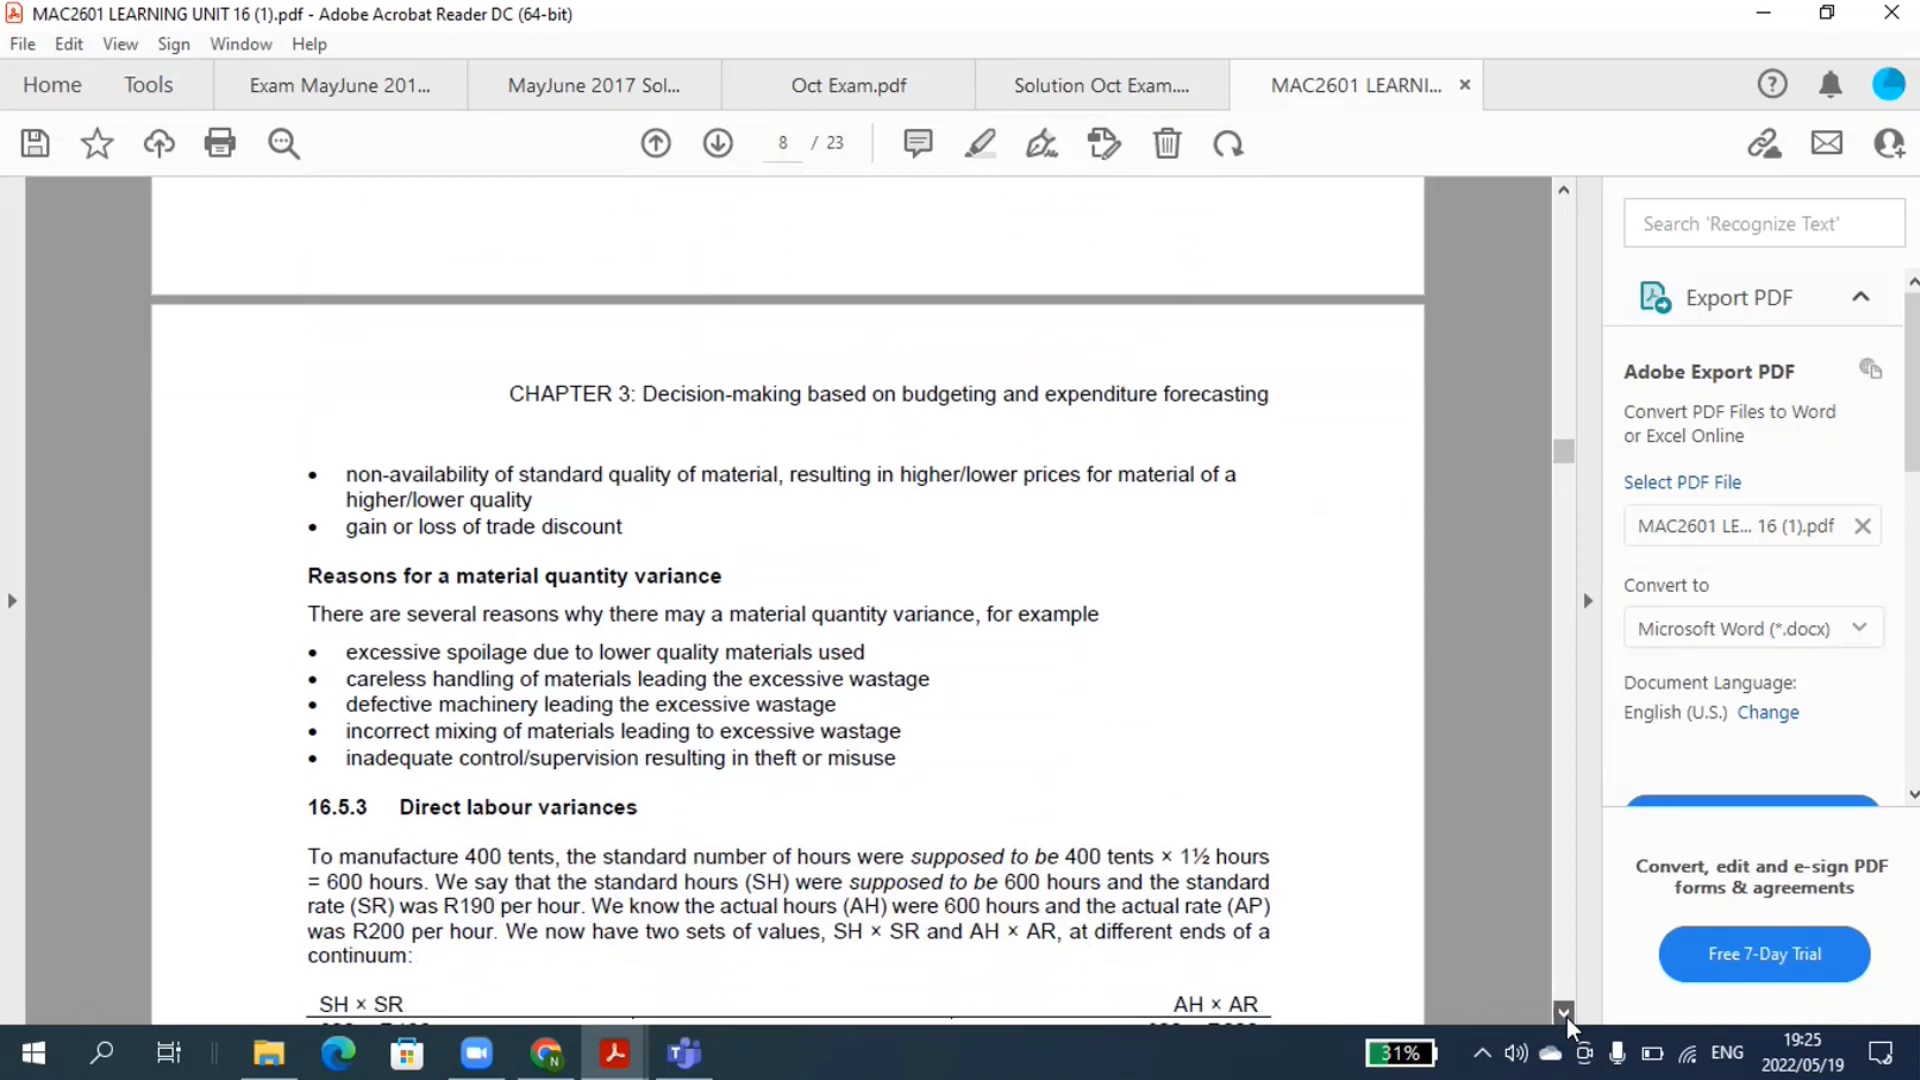 MAC2601 LEARNING UNIT 16 (1).pdf - Adobe Acrobat Reader DC (64-bit)
File Edit View Sign Window Help
Home Tools Exam MayJune 201... MayJune 2017 Sol... Oct Exam.pdf Solution Oct Exam.... MAC2601 LEARNI...
8 / 23
Search 'Recognize Text'
Export PDF
Adobe Export PDF
Convert PDF Files to Word
or Excel Online
Select PDF File
MAC2601 LE... 16 (1).pdf
Convert to
Microsoft Word (*.docx)
Document Language:
English (U.S.) Change
Convert, edit and e-sign PDF
forms & agreements
Free 7-Day Trial
CHAPTER 3: Decision-making based on budgeting and expenditure forecasting
• non-availability of standard quality of material, resulting in higher/lower prices for material of a
higher/lower quality
• gain or loss of trade discount
Reasons for a material quantity variance
There are several reasons why there may a material quantity variance, for example
• excessive spoilage due to lower quality materials used
• careless handling of materials leading the excessive wastage
• defective machinery leading the excessive wastage
• incorrect mixing of materials leading to excessive wastage
• inadequate control/supervision resulting in theft or misuse
16.5.3 Direct labour variances
To manufacture 400 tents, the standard number of hours were supposed to be 400 tents × 1½ hours
= 600 hours. We say that the standard hours (SH) were supposed to be 600 hours and the standard
rate (SR) was R190 per hour. We know the actual hours (AH) were 600 hours and the actual rate (AP)
was R200 per hour. We now have two sets of values, SH × SR and AH × AR, at different ends of a
continuum:
SH × SR AH × AR
31% ENG 19:25
2022/05/19